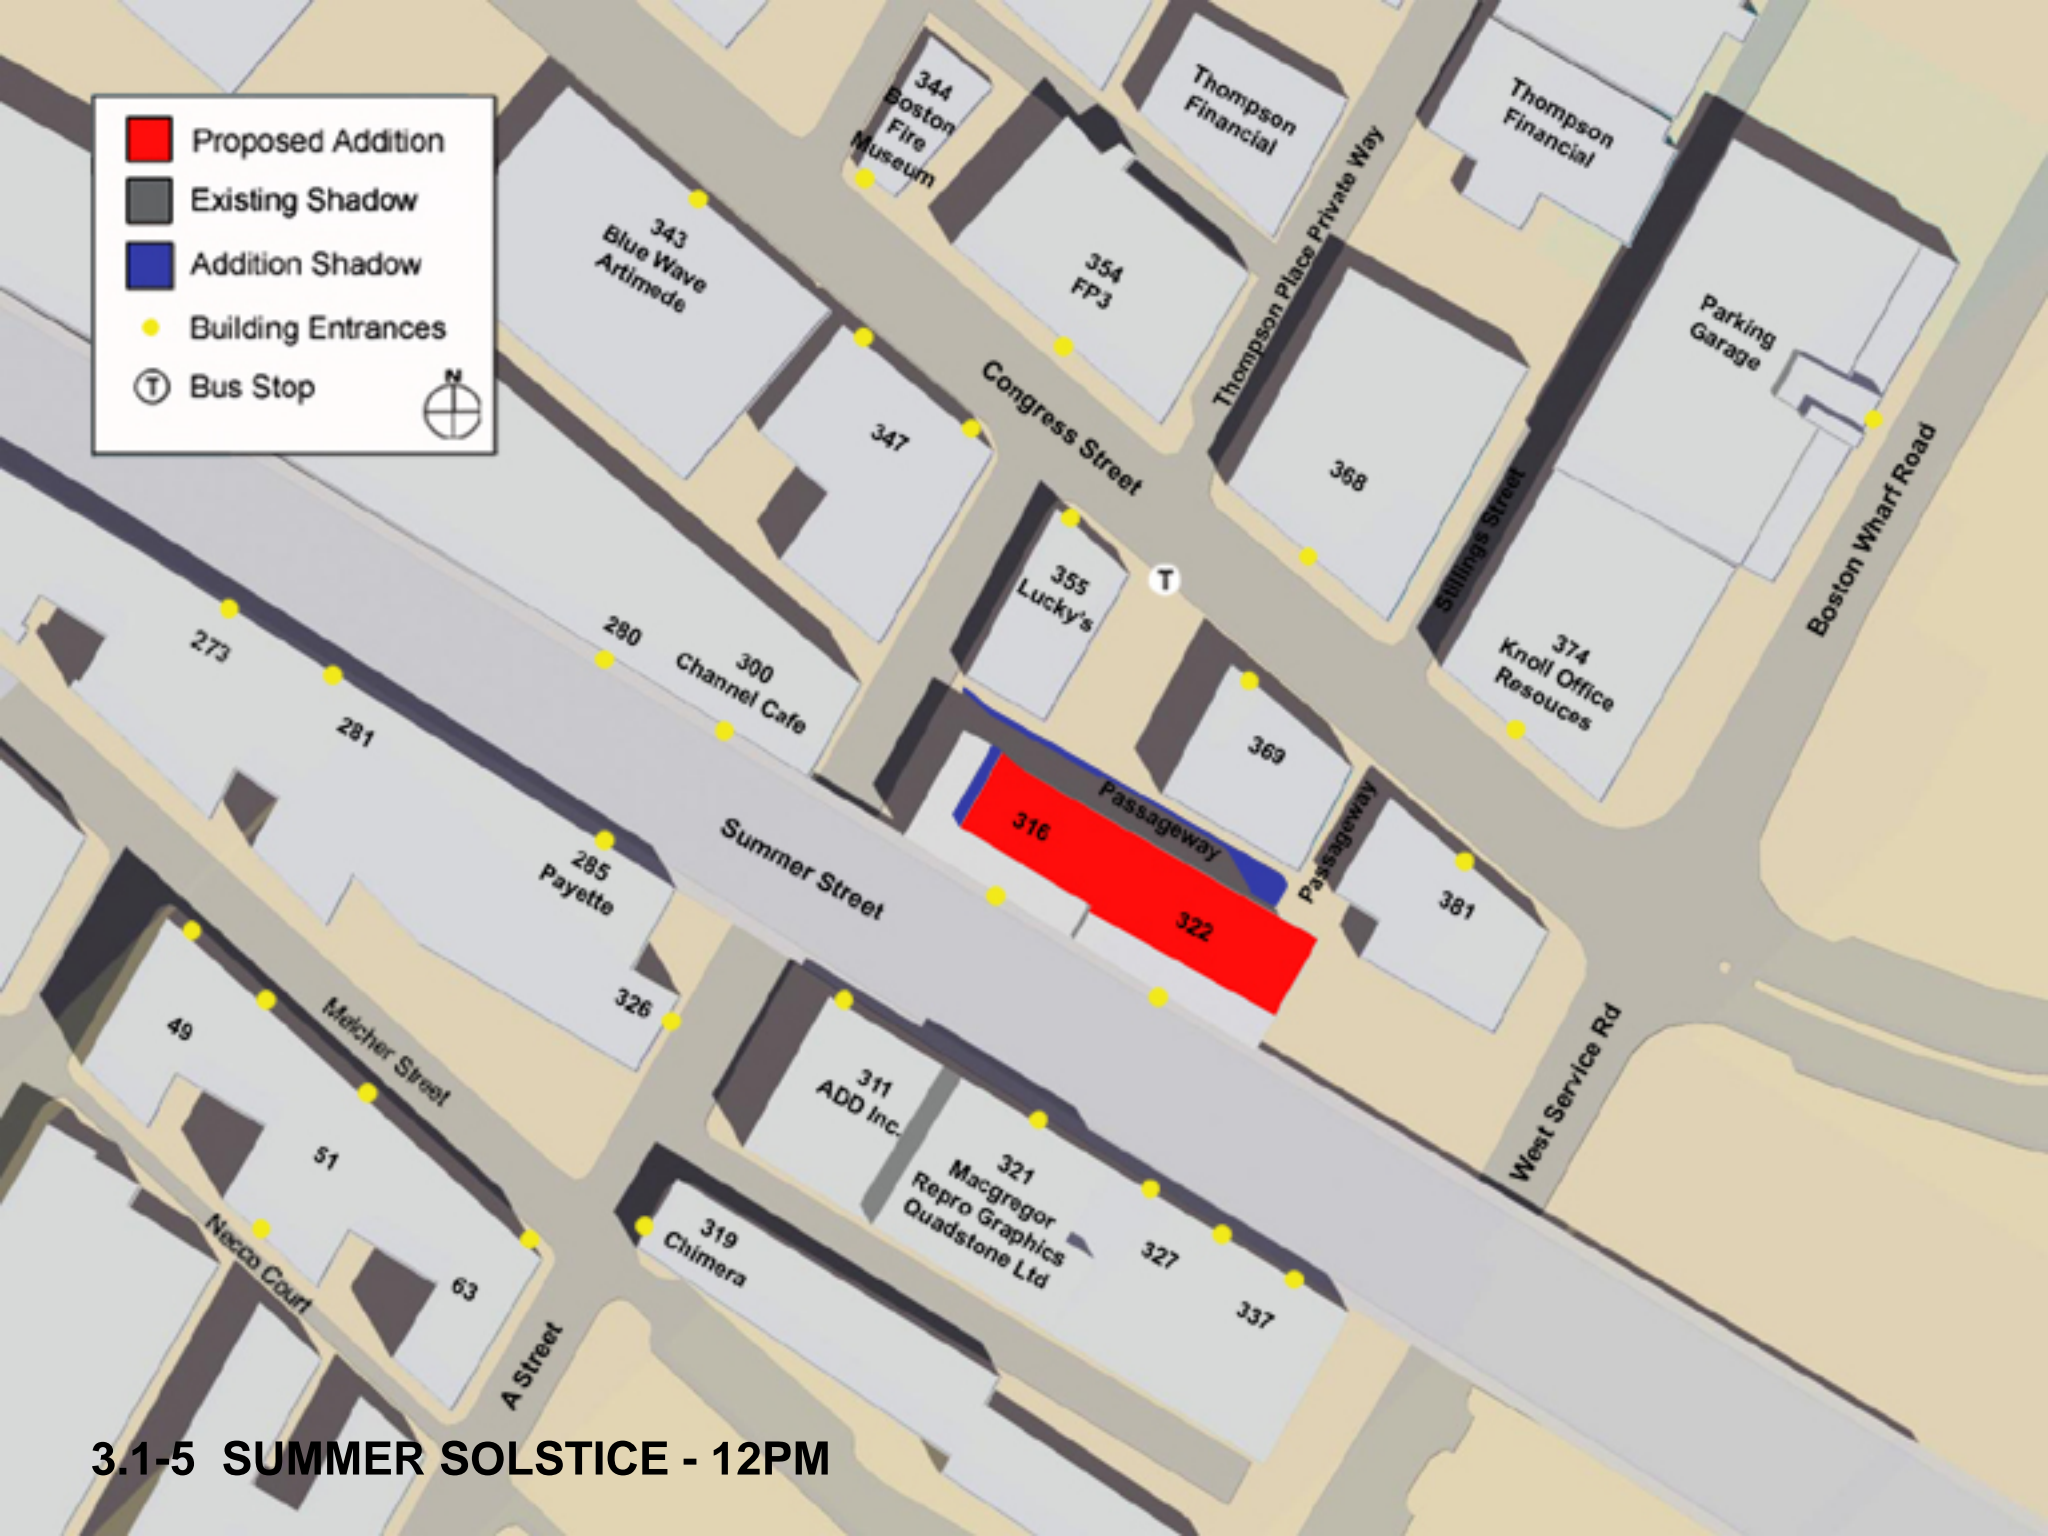 Proposed Addition
Existing Shadow
Addition Shadow
Building Entrances
T
Bus Stop
N
344
Boston
Fire
Museum
Thompson
Financial
Thompson
Financial
343
Blue Wave
Artimede
354
FP3
Thompson Place Private Way
Parking
Garage
347
Congress Street
368
Stillings Street
Boston Wharf Road
355
Lucky's
T
273
280
300
Channel Cafe
374
Knoll Office
Resouces
281
369
Passageway
Passageway
316
322
381
Summer Street
285
Payette
326
49
Melcher Street
311
ADD Inc.
West Service Rd
51
321
Macgregor
Repro Graphics
Quadstone Ltd
327
337
319
Chimera
Necco Court
63
A Street
3.1-5 SUMMER SOLSTICE - 12PM